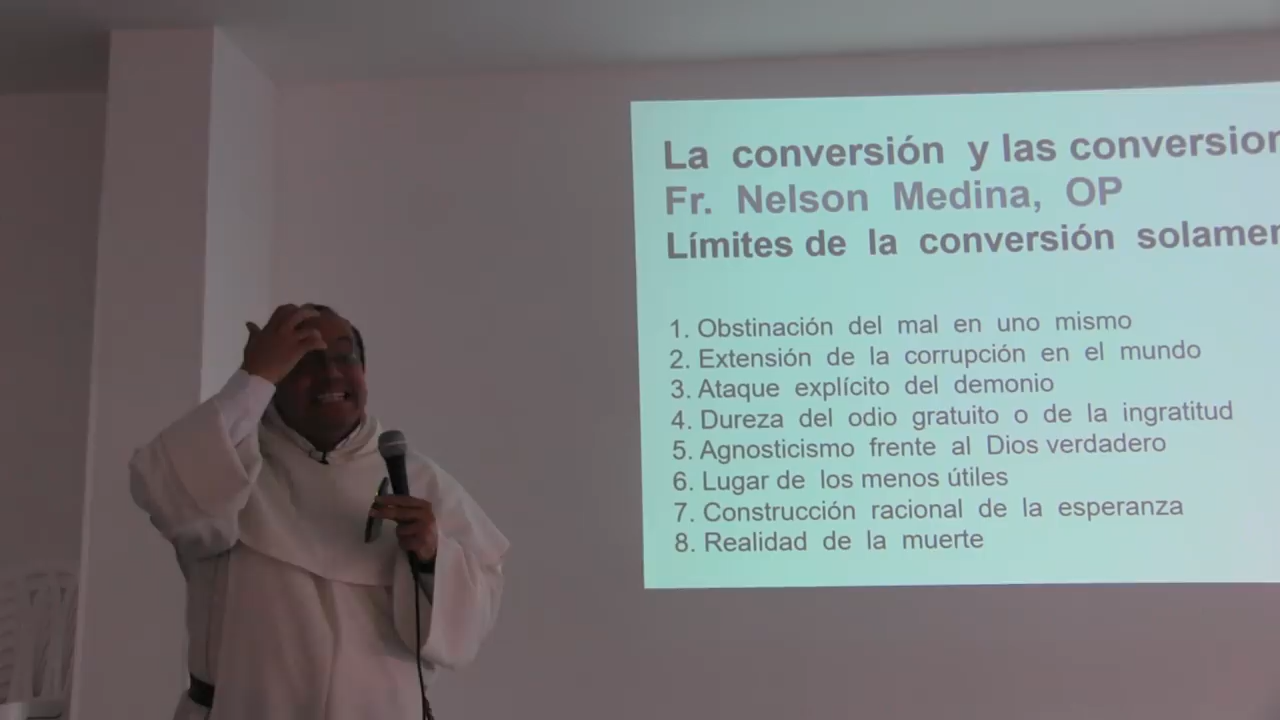 La conversión y las conversion
Fr. Nelson Medina, OP
Límites de la conversión solamen
1. Obstinación del mal en uno mismo
2. Extensión de la corrupción en el mundo
3. Ataque explícito del demonio
4. Dureza del odio gratuito o de la ingratitud
5. Agnosticismo frente al Dios verdadero
6. Lugar de los menos útiles
7. Construcción racional de la esperanza
8. Realidad de la muerte